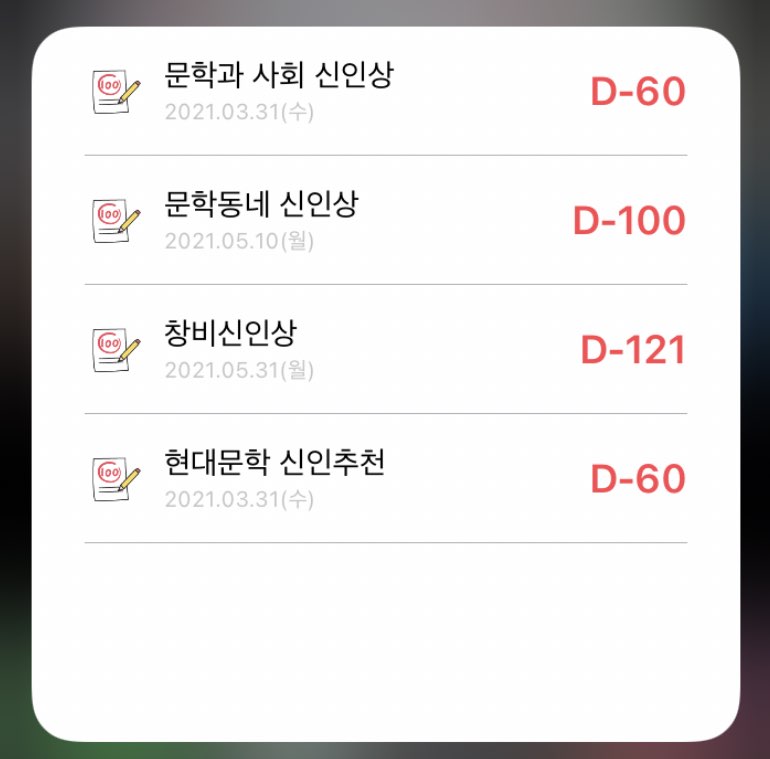 문학과 사회 신인상
2021.03.31(수)
D-60
문학동네 신인상
2021.05.10(월)
D-100
창비신인상
2021.05.31(월)
D-121
현대문학 신인추천
2021.03.31(수)
D-60
100
100
100
100